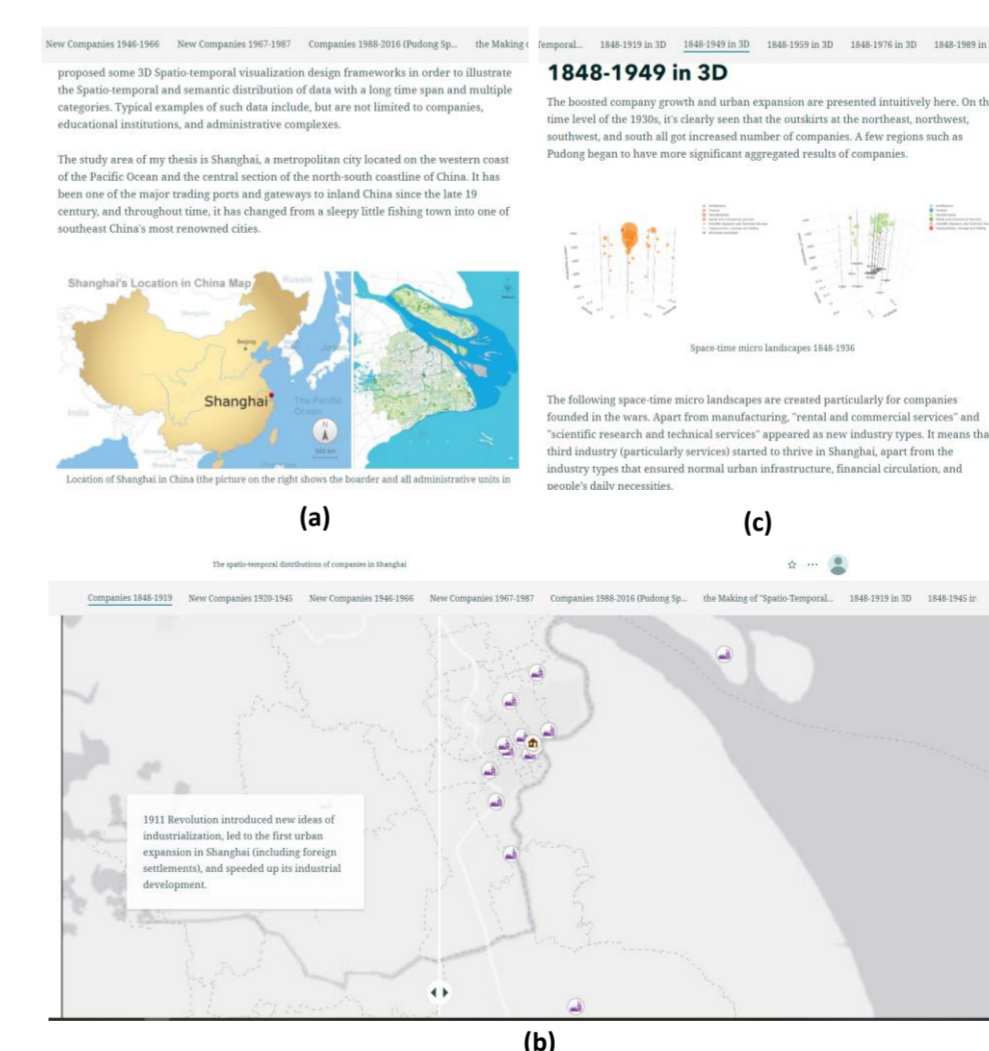 New Companies 1946-1966 New Companies 1967-1987 Companies 1988-2016 (Pudong Sp... the Making
proposed some 3D Spatio-temporal visualization design frameworks in order to illustrate
the Spatio-temporal and semantic distribution of data with a long time span and multiple
categories. Typical examples of such data include, but are not limited to companies,
educational institutions, and administrative complexes.
The study area of my thesis is Shanghai, a metropolitan city located on the western coast
of the Pacific Ocean and the central section of the north-south coastline of China. It has
been one of the major trading ports and gateways to inland China since the late 19
century, and throughout time, it has changed from a sleepy little fishing town into one of
southeast China's most renowned cities.
Shanghai's Location in China Map
Russia
Mongolia
Beijing
Japan
Shanghai
The Pacific
Ocean
India
N
500 km
Location of Shanghai in China (the picture on the right shows the boarder and all administrative units in
(a)
Temporal... 1848-1919 in 3D 1848-1949 in 3D 1848-1959 in 3D 1848-1976 in 3D 1848-1989 in
1848-1949 in 3D
The boosted company growth and urban expansion are presented intuitively here. On th
time level of the 1930s, it's clearly seen that the outskirts at the northeast, northwest,
southwest, and south all got increased number of companies. A few regions such as
Pudong began to have more significant aggregated results of companies.
Space-time micro landscapes 1848-1936
The following space-time micro landscapes are created particularly for companies
founded in the wars. Apart from manufacturing, "rental and commercial services" and
"scientific research and technical services" appeared as new industry types. It means tha
third industry (particularly services) started to thrive in Shanghai, apart from the
industry types that ensured normal urban infrastructure, financial circulation, and
people's daily necessities.
(c)
The spatio-temporal distributions of companies in Shanghai
Companies 1848-1919 New Companies 1920-1945 New Companies 1946-1966 New Companies 1967-1987 Companies 1988-2016 (Pudong Sp... the Making of "Spatio-Temporal... 1848-1919 in 3D 1848-1945 in
1911 Revolution introduced new ideas of
industrialization, led to the first urban
expansion in Shanghai (including foreign
settlements), and speeded up its industrial
development.
(b)